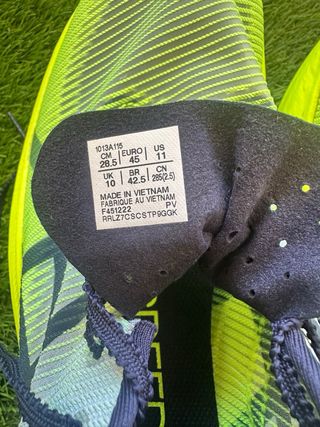 1013A115
CM 28.5 EURO 45 US 11
UK 10 BR 42.5 CN 285(2.5)
MADE IN VIETNAM
FABRIQUE AU VIETNAM
F451222 PV
RRLZ7CSCSTP9GGK